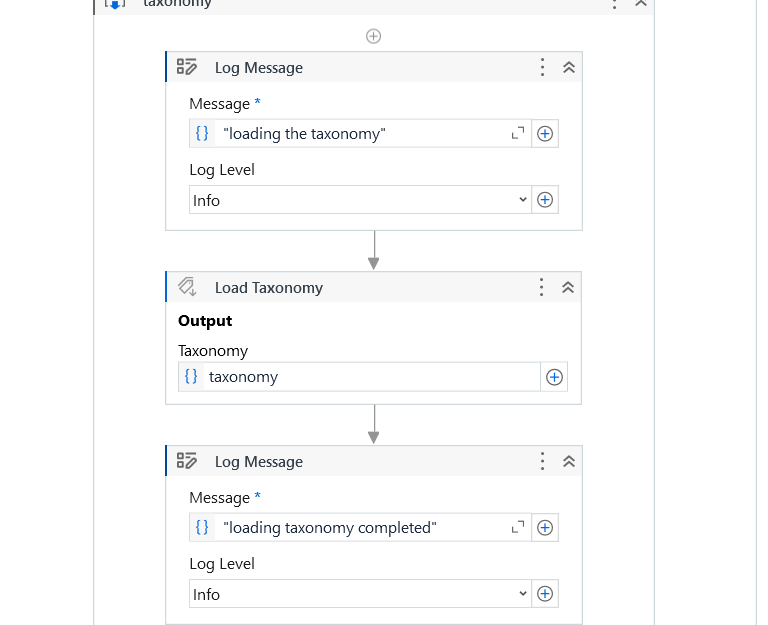 taxonomy
Log Message
Message *
"loading the taxonomy"
Log Level
Info
Load Taxonomy
Output
Taxonomy
taxonomy
Log Message
Message *
"loading taxonomy completed"
Log Level
Info